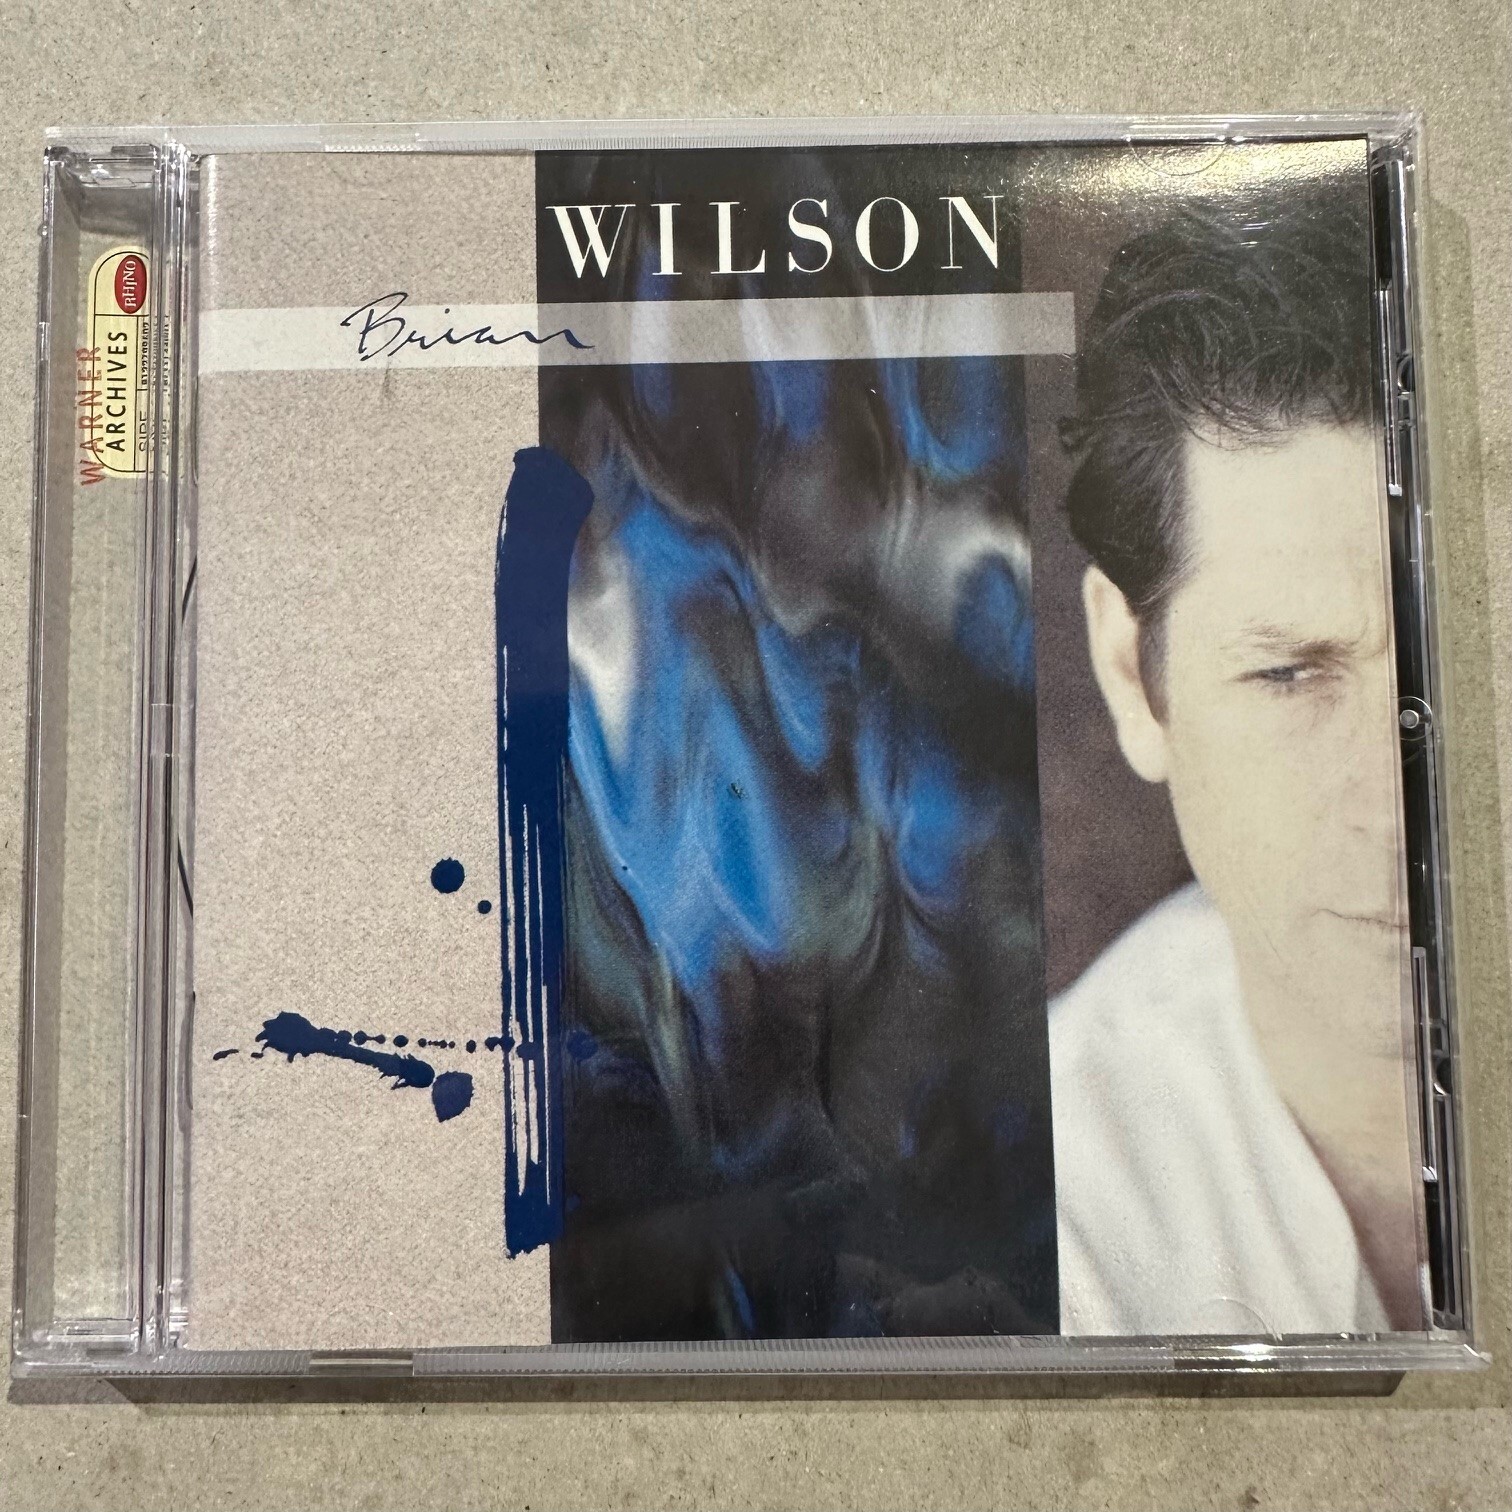 WILSON
Brian
RHINO
WARNER
ARCHIVES